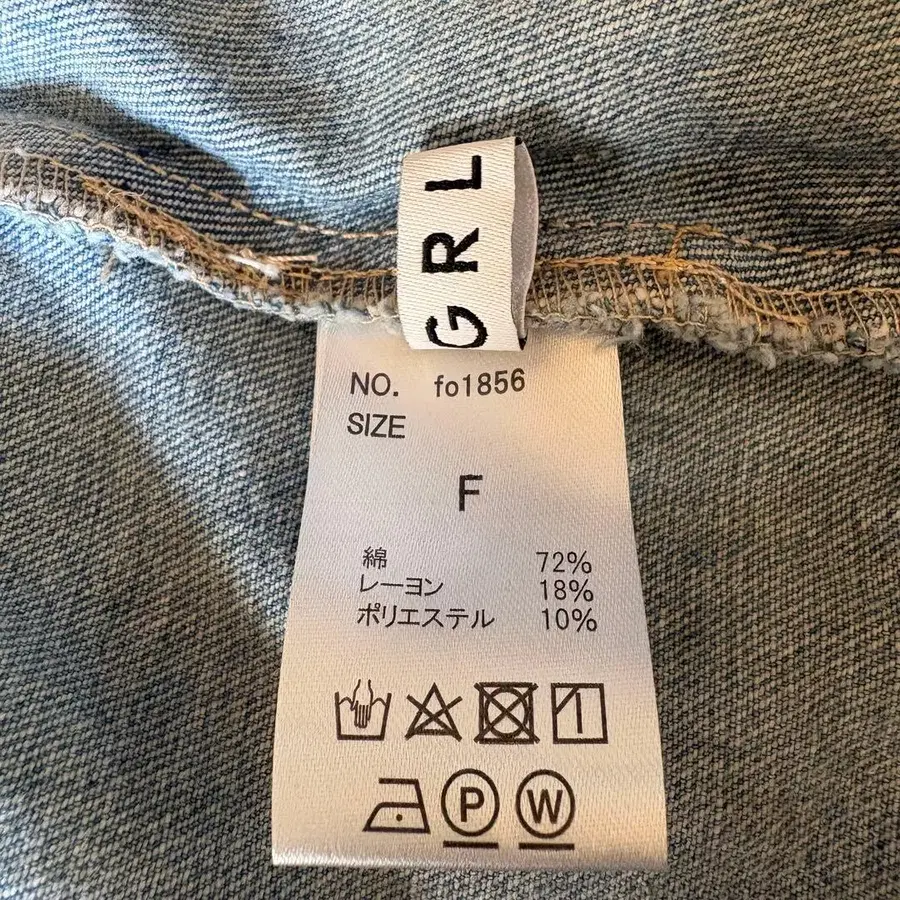 GRL
NO. fo1856
SIZE
F
綿 72%
レーヨン 18%
ポリエステル 10%
P W